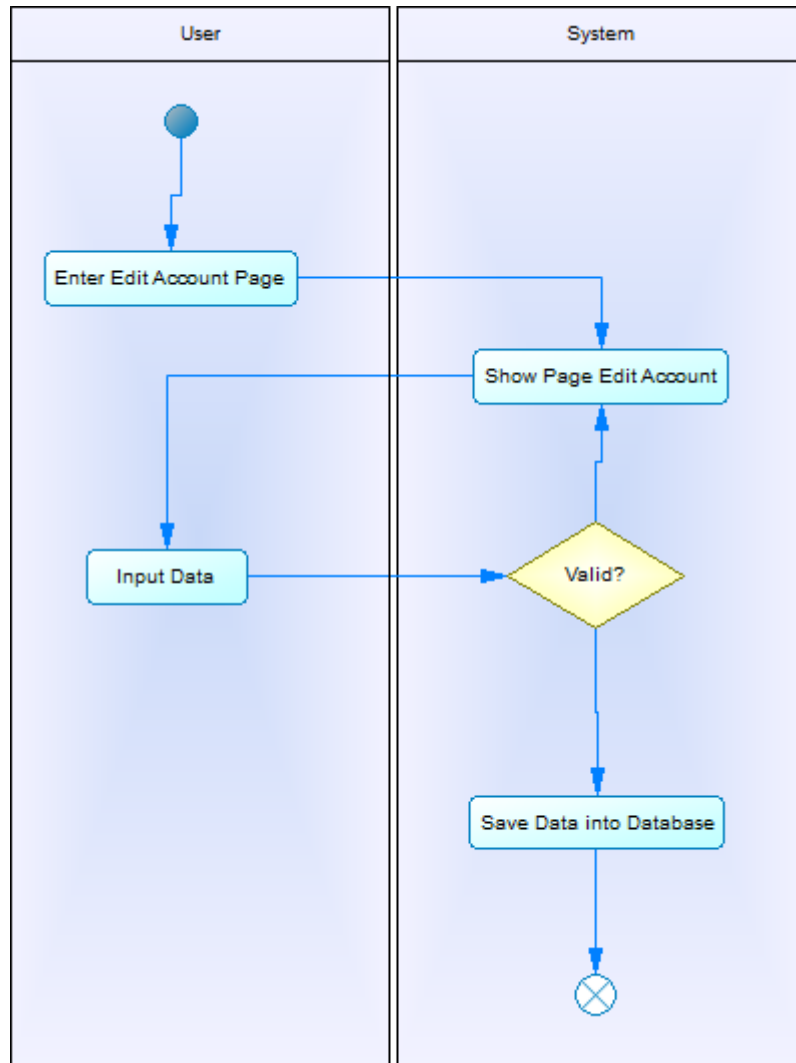 User
System
Enter Edit Account Page
Show Page Edit Account
Input Data
Valid?
Save Data into Database